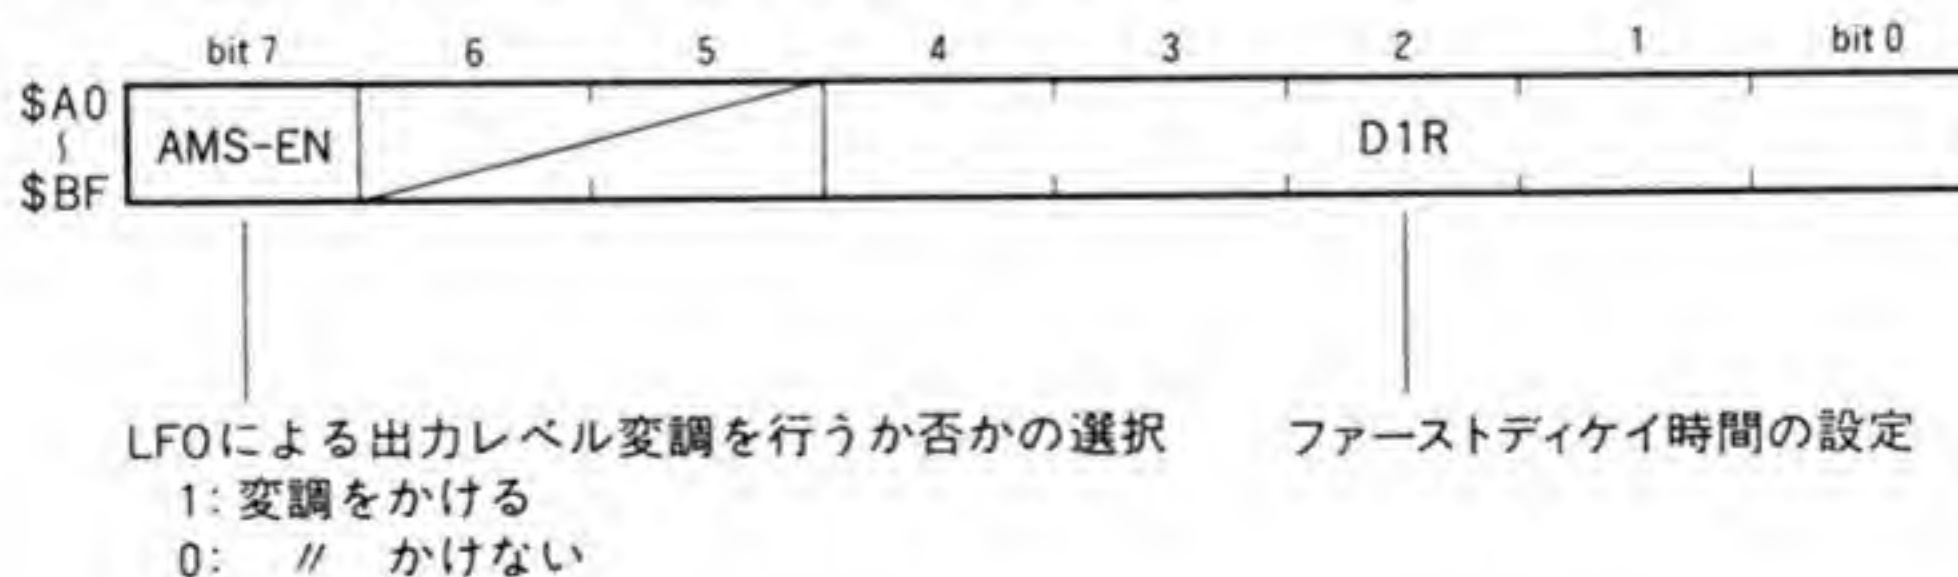 bit 7 6 5 4 3 2 1 bit 0
$A0
〜
$BF
AMS-EN
D1R
LFOによる出力レベル変調を行うか否かの選択
1: 変調をかける
0: 〃 かけない
ファーストディケイ時間の設定